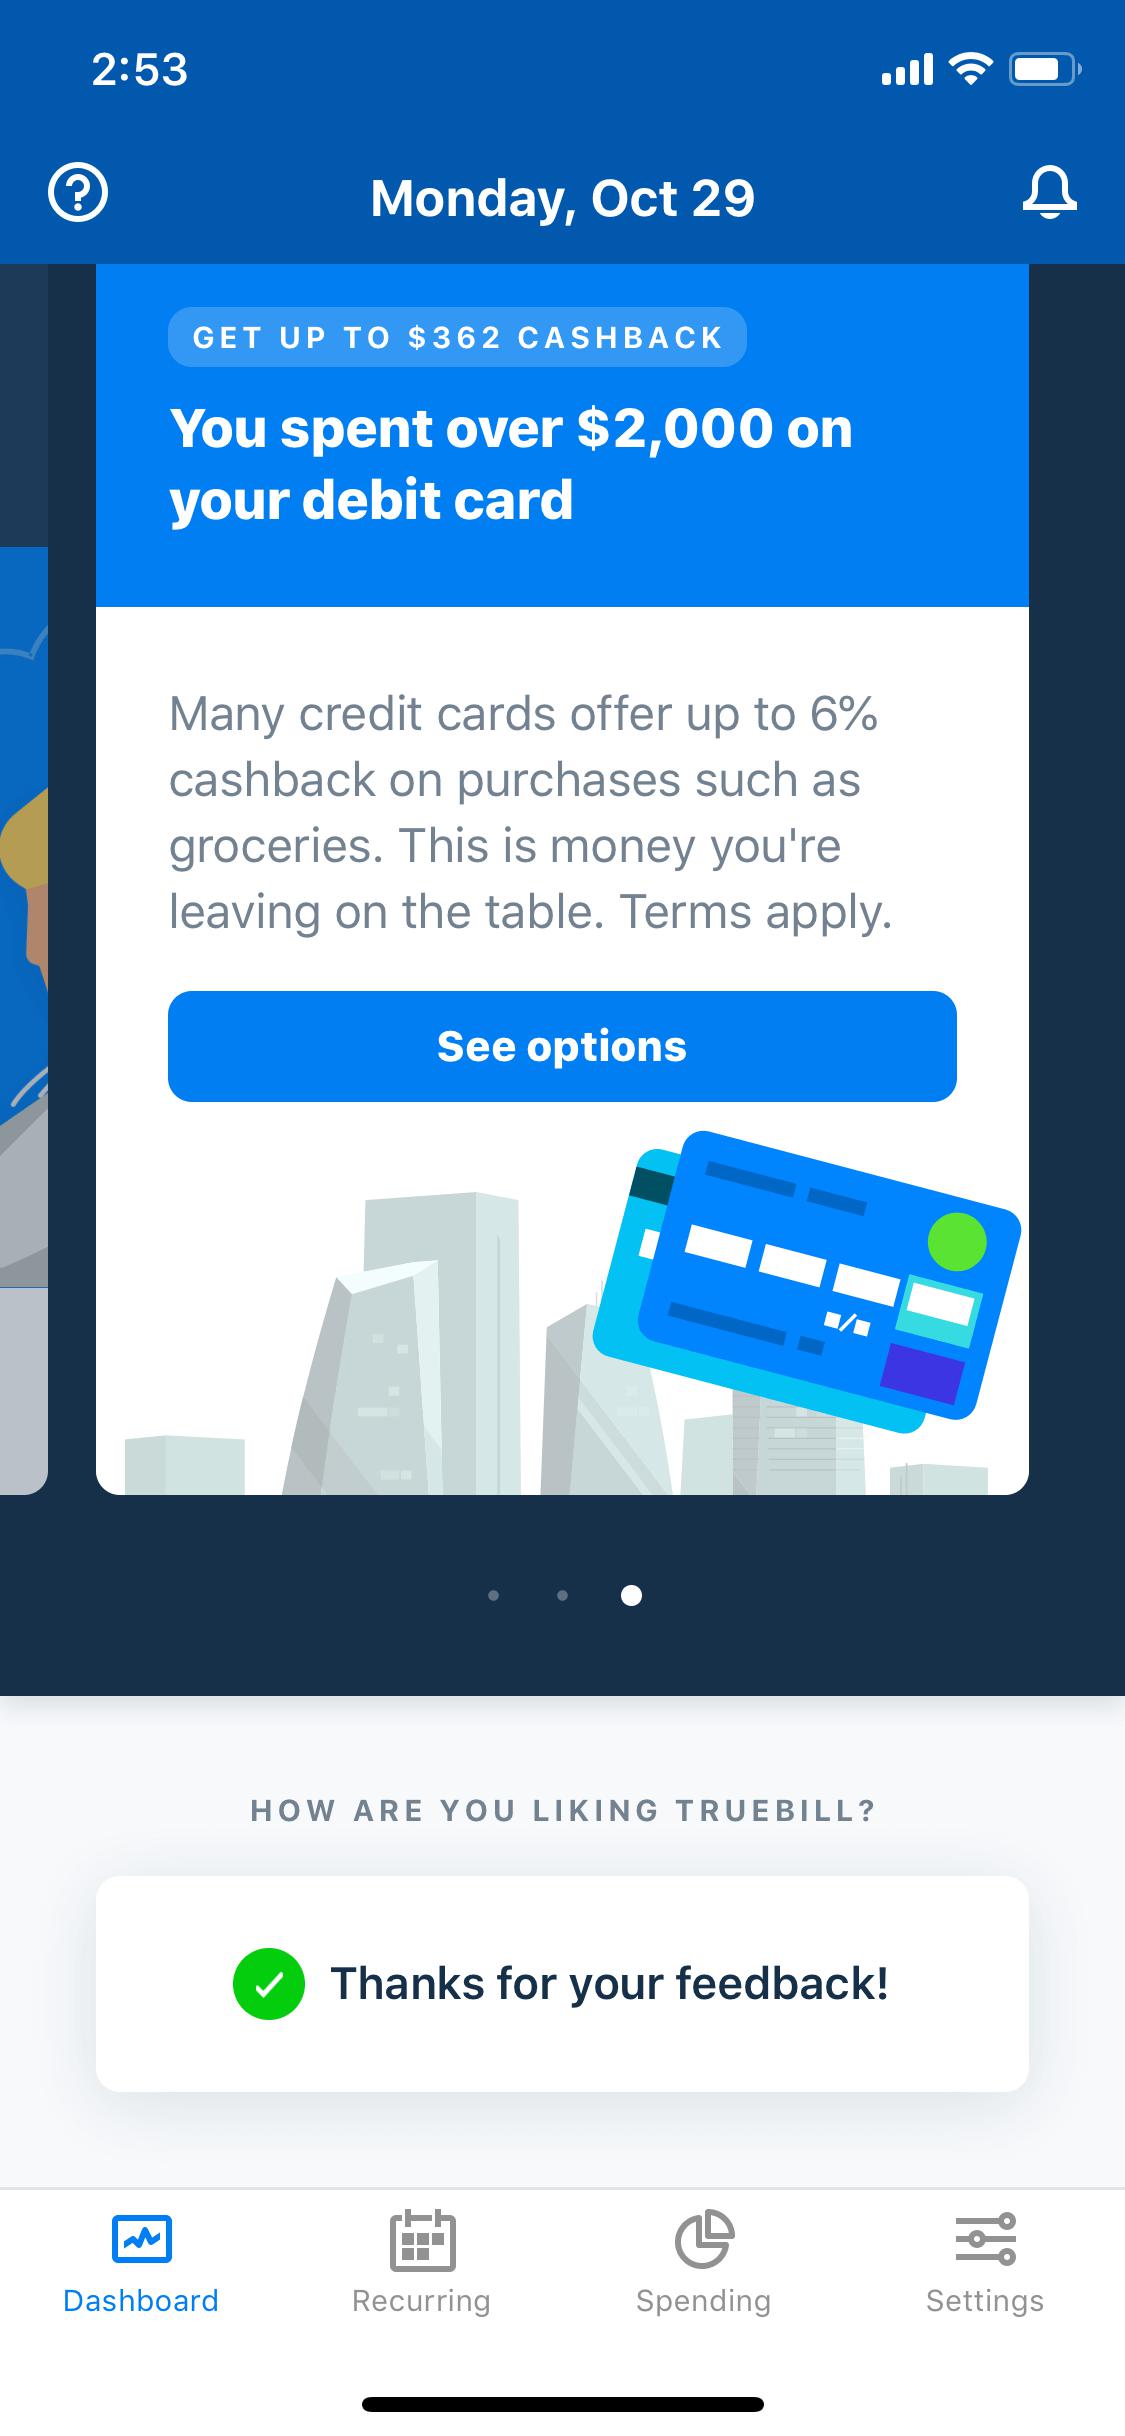 2:53
Monday, Oct 29
GET UP TO $362 CASHBACK
You spent over $2,000 on
your debit card
Many credit cards offer up to 6%
cashback on purchases such as
groceries. This is money you're
leaving on the table. Terms apply.
See options
HOW ARE YOU LIKING TRUEBILL?
Thanks for your feedback!
Dashboard
Recurring
Spending
Settings